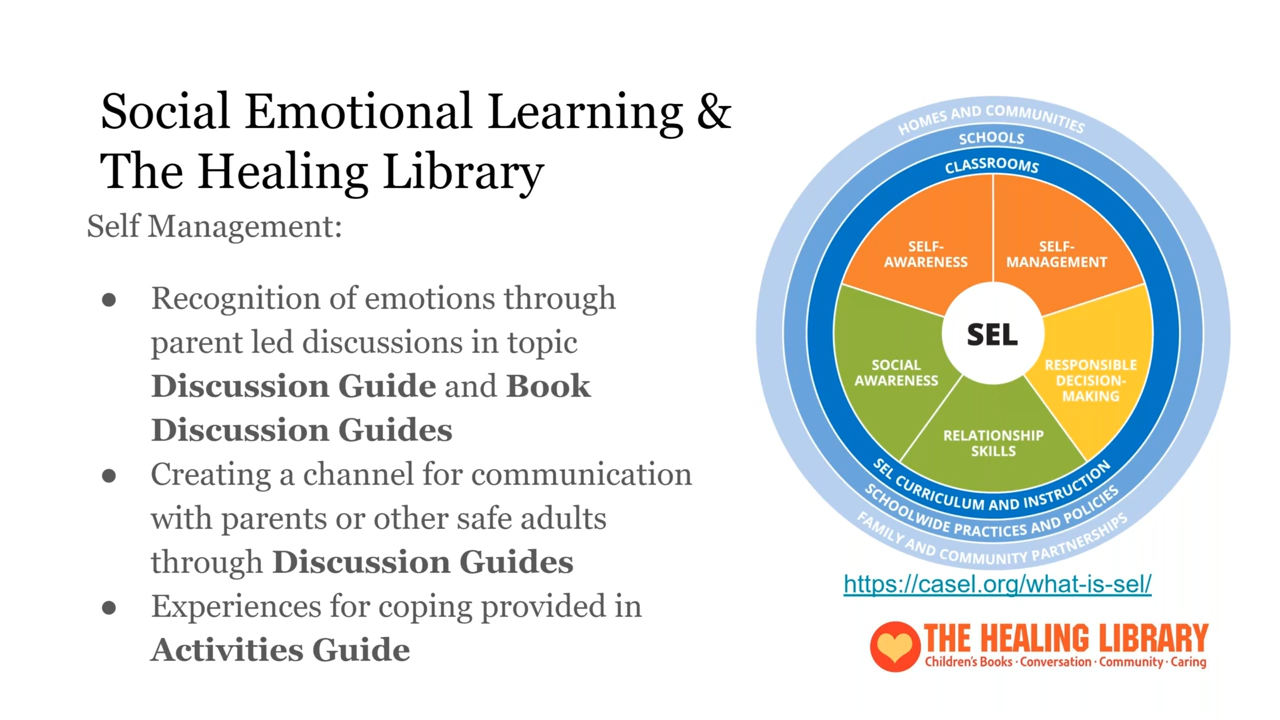 Social Emotional Learning &
The Healing Library
Self Management:
● Recognition of emotions through
parent led discussions in topic
Discussion Guide and Book
Discussion Guides
● Creating a channel for communication
with parents or other safe adults
through Discussion Guides
● Experiences for coping provided in
Activities Guide
HOMES AND COMMUNITIES
SCHOOLS
CLASSROOMS
SELF-
AWARENESS
SELF-
MANAGEMENT
SEL
SOCIAL
AWARENESS
RESPONSIBLE
DECISION-
MAKING
RELATIONSHIP
SKILLS
SEL CURRICULUM AND INSTRUCTION
SCHOOLWIDE PRACTICES AND POLICIES
FAMILY AND COMMUNITY PARTNERSHIPS
https://casel.org/what-is-sel/
THE HEALING LIBRARY
Children's Books · Conversation · Community · Caring